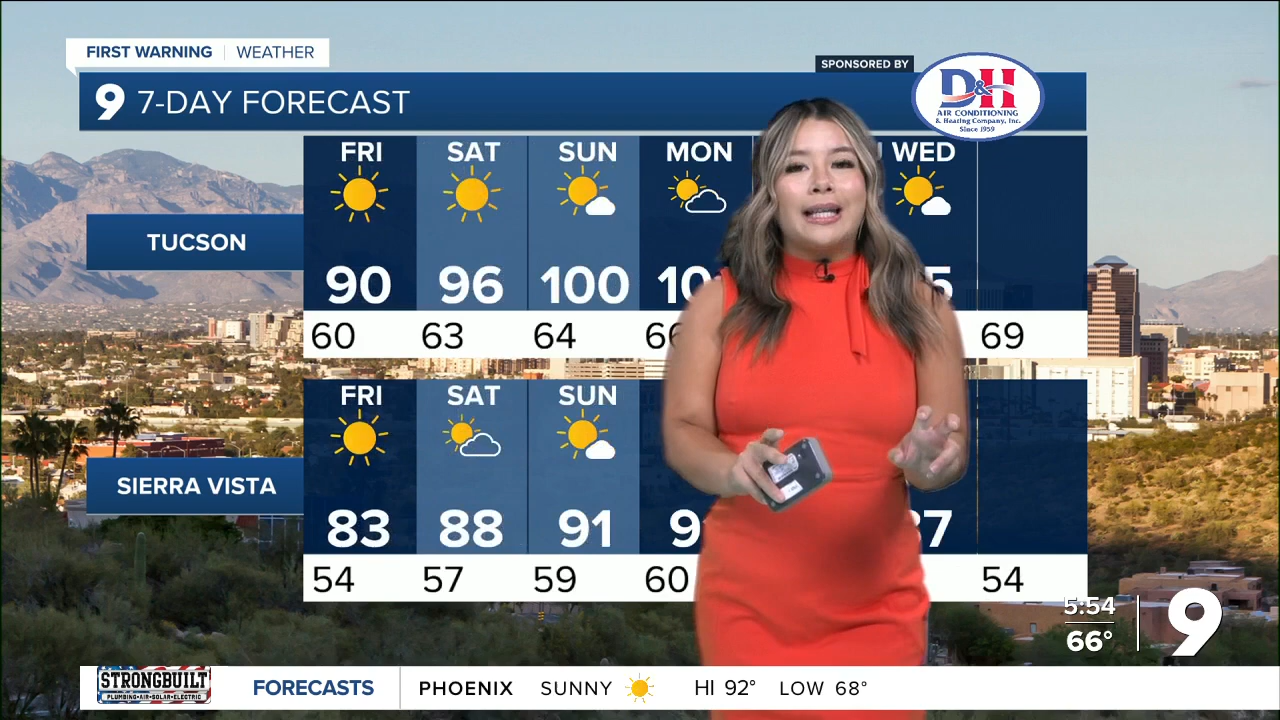 FIRST WARNING | WEATHER
SPONSORED BY
D&H
AIR CONDITIONING
& Heating Company, Inc.
Since 1959
9 7-DAY FORECAST
FRI SAT SUN MON WED
TUCSON
90 96 100
60 63 64 66 69
FRI SAT SUN
SIERRA VISTA
83 88 91
54 57 59 60 54
5:54
66°
9
STRONGBUILT
PLUMBING•AIR•SOLAR•ELECTRIC
FORECASTS PHOENIX SUNNY HI 92° LOW 68°